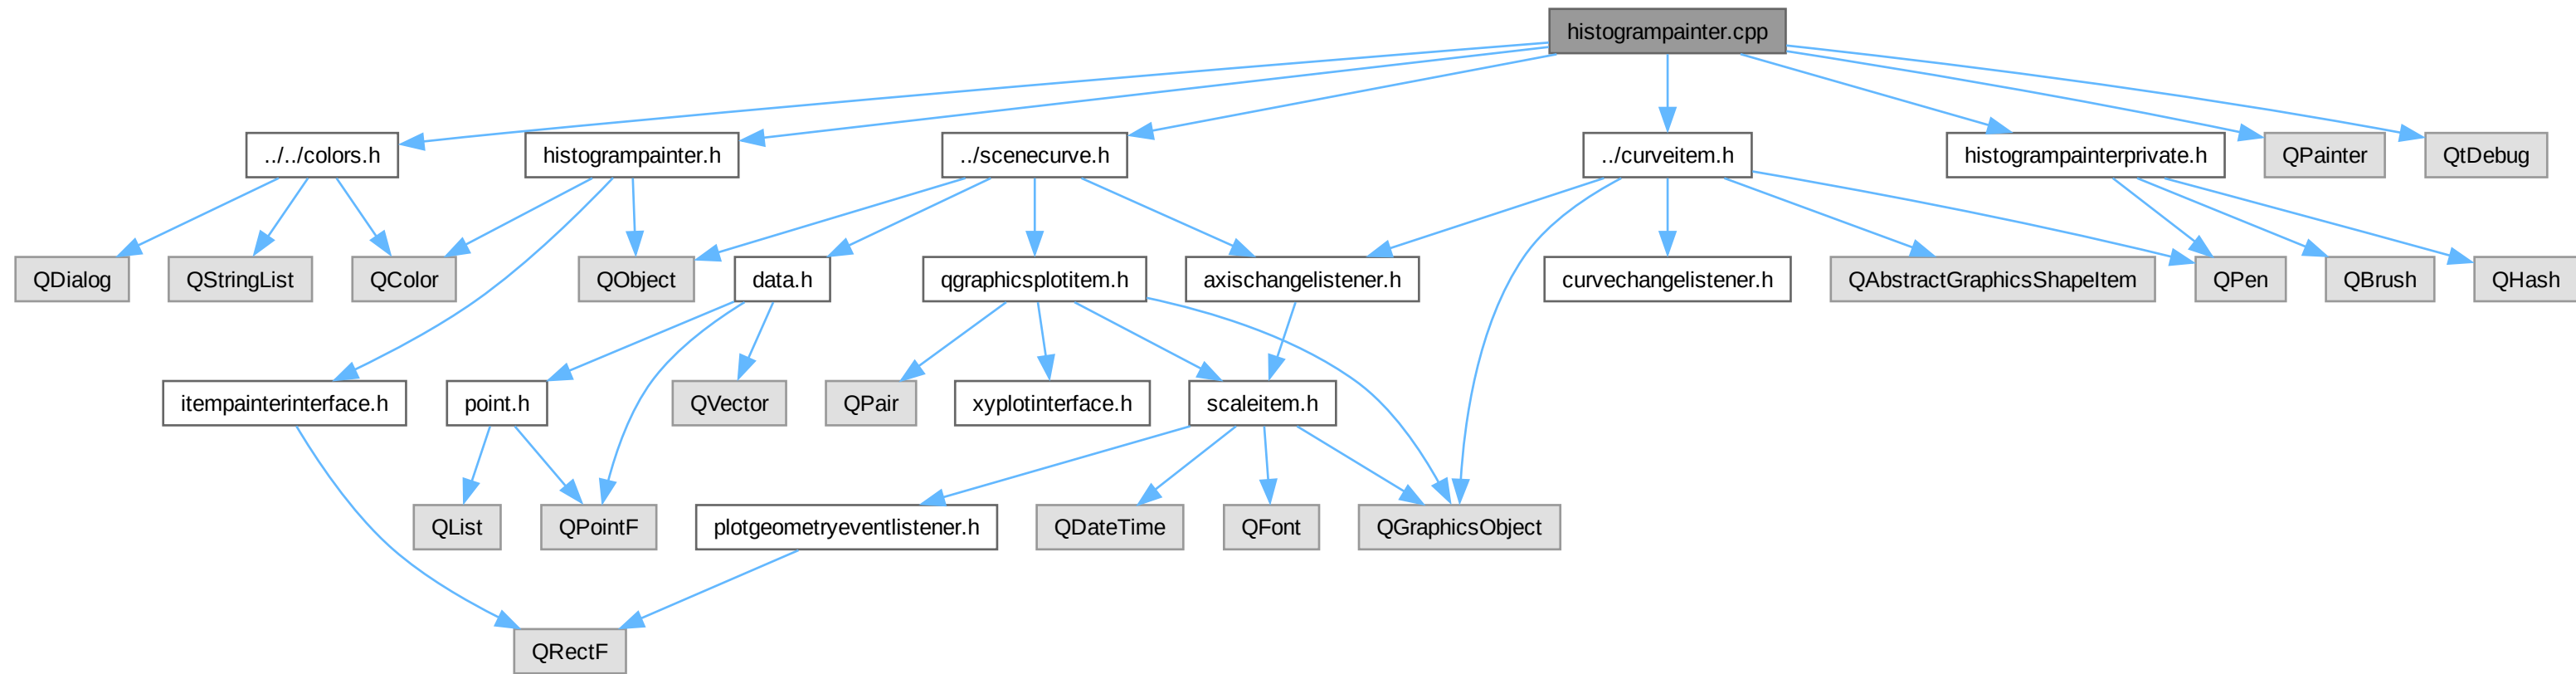 histogrampainter.cpp
../../colors.h
histogrampainter.h
../scenecurve.h
../curveitem.h
histogrampainterprivate.h
QPainter
QtDebug
QDialog
QStringList
QColor
QObject
data.h
qgraphicsplotitem.h
axischangelistener.h
curvechangelistener.h
QAbstractGraphicsShapeItem
QPen
QBrush
QHash
itempainterinterface.h
point.h
QVector
QPair
xyplotinterface.h
scaleitem.h
QList
QPointF
plotgeometryeventlistener.h
QDateTime
QFont
QGraphicsObject
QRectF